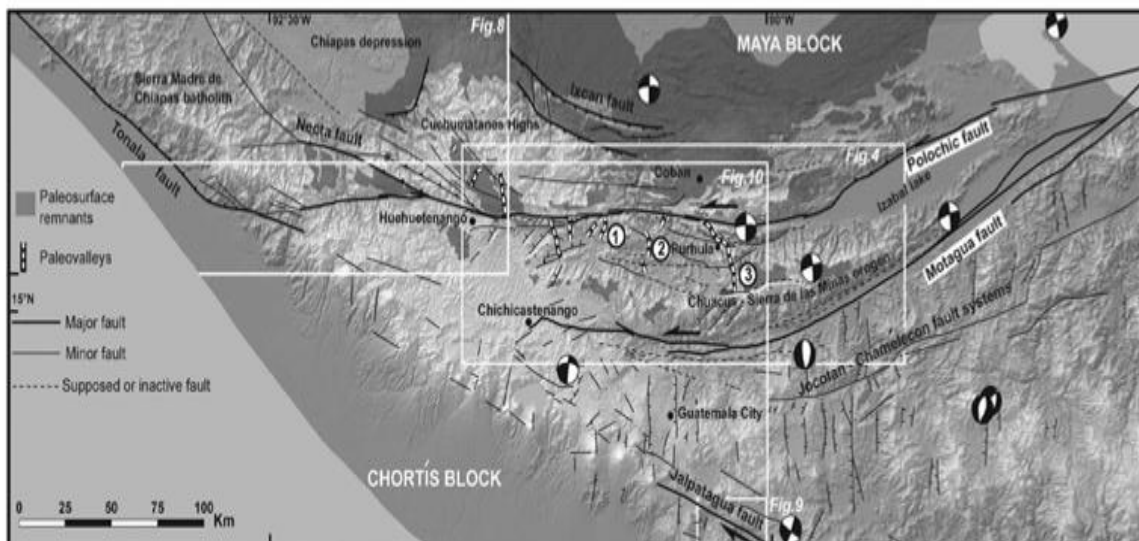 92°30'W
90°W
Fig.8
Chiapas depression
MAYA BLOCK
Sierra Madre de
Chiapas batholith
Ixcan fault
Necta fault
Cuchumatanes Highs
Tonala fault
Fig.4
Polochic fault
Coban
Fig.10
Izabal lake
Paleosurface
remnants
Huehuetenango
1
2
Purhula
3
Motagua fault
Paleovalleys
Chuacus - Sierra de las Minas orogen
15°N
Chichicastenango
Major fault
Minor fault
Jocotan - Chamelecon fault systems
Supposed or inactive fault
Guatemala City
CHORTÍS BLOCK
Jalpatagua fault
Fig.9
0 25 50 75 100
Km